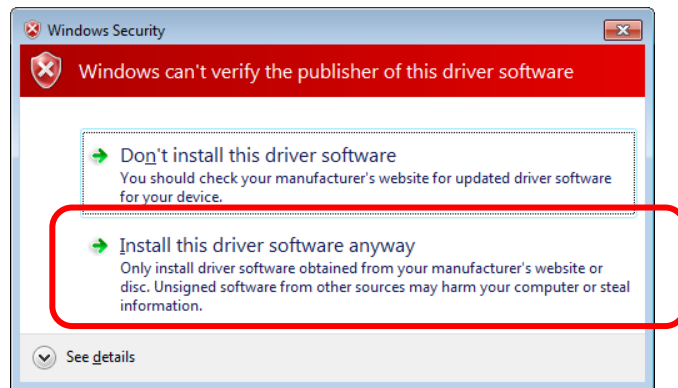 Windows Security
Windows can't verify the publisher of this driver software
Don't install this driver software
You should check your manufacturer's website for updated driver software
for your device.
Install this driver software anyway
Only install driver software obtained from your manufacturer's website or
disc. Unsigned software from other sources may harm your computer or steal
information.
See details